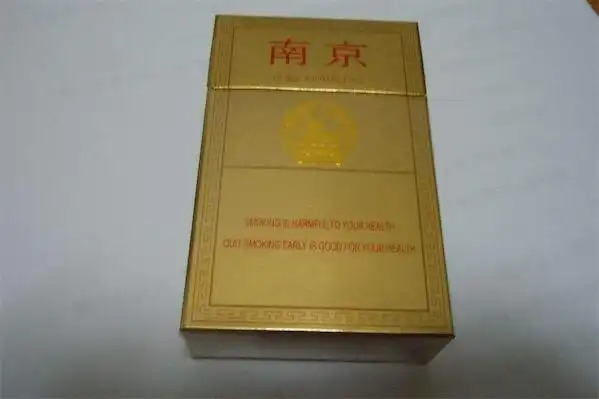 南京
SMOKING IS HARMFUL TO YOUR HEALTH
QUIT SMOKING EARLY IS GOOD FOR YOUR HEALTH